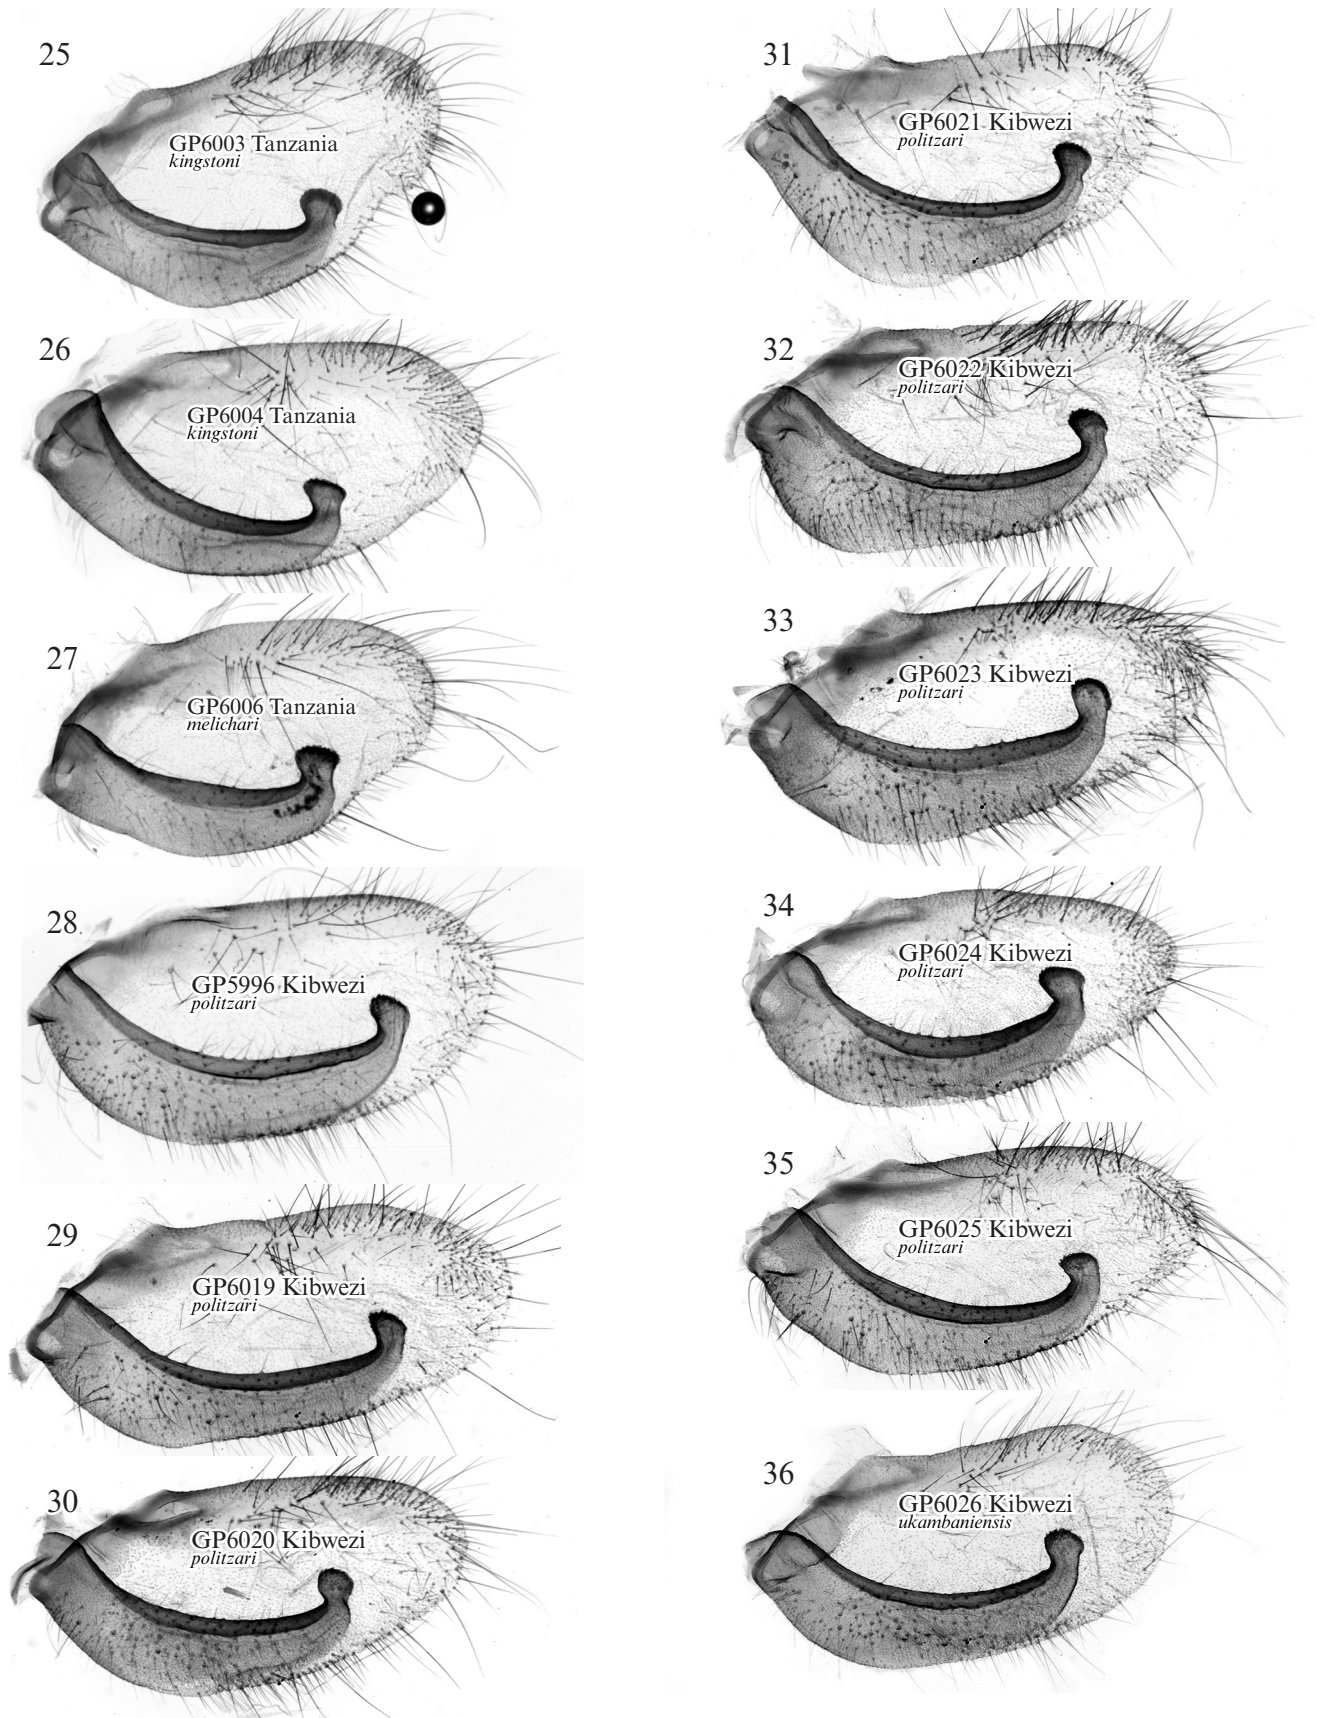 25
GP6003 Tanzania
kingstoni
26
GP6004 Tanzania
kingstoni
27
GP6006 Tanzania
melichari
28
GP5996 Kibwezi
politzari
29
GP6019 Kibwezi
politzari
30
GP6020 Kibwezi
politzari
31
GP6021 Kibwezi
politzari
32
GP6022 Kibwezi
politzari
33
GP6023 Kibwezi
politzari
34
GP6024 Kibwezi
politzari
35
GP6025 Kibwezi
politzari
36
GP6026 Kibwezi
ukambaniensis